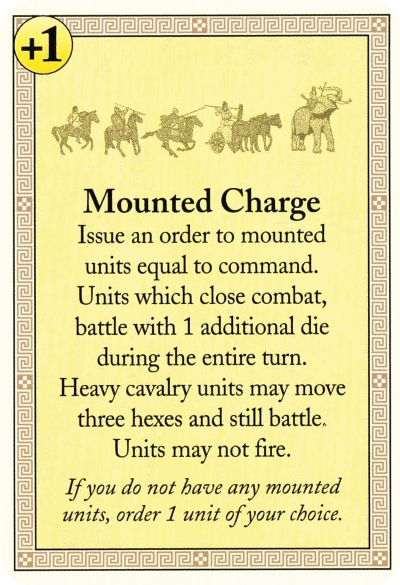 +1
Mounted Charge
Issue an order to mounted
units equal to command.
Units which close combat,
battle with 1 additional die
during the entire turn.
Heavy cavalry units may move
three hexes and still battle.
Units may not fire.
If you do not have any mounted
units, order 1 unit of your choice.